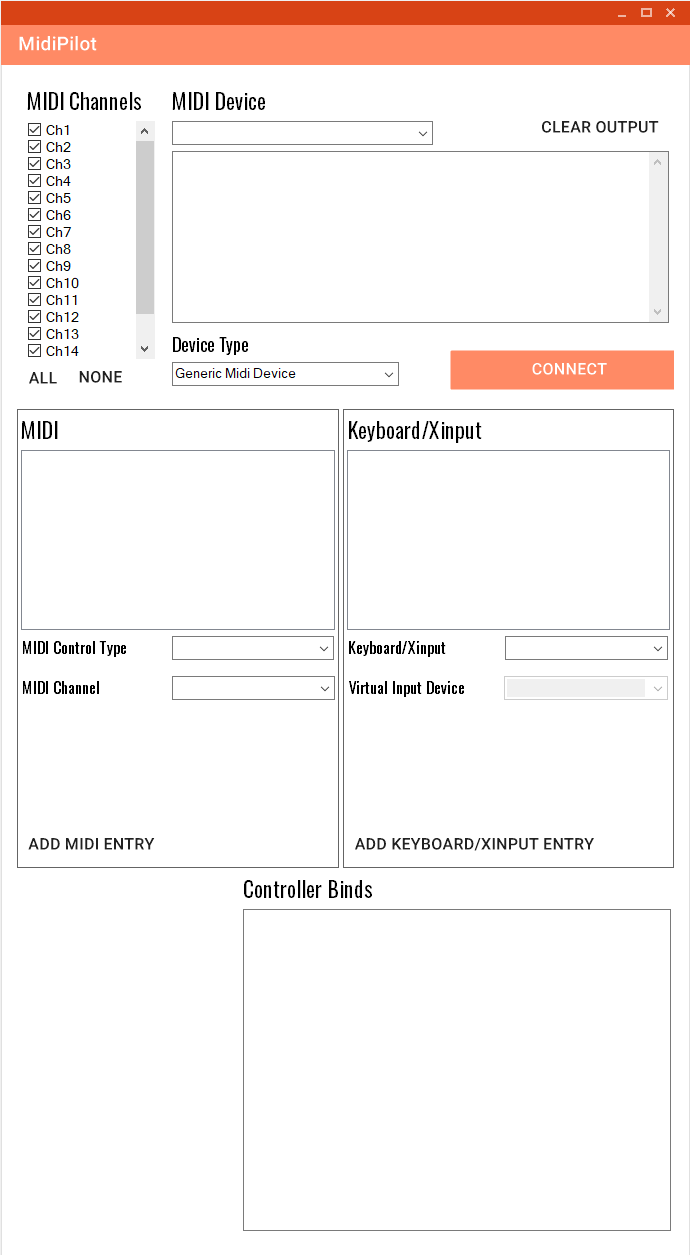 MidiPilot
MIDI Channels
MIDI Device
Ch1
Ch2
Ch3
Ch4
Ch5
Ch6
Ch7
Ch8
Ch9
Ch10
Ch11
Ch12
Ch13
Ch14
ALL NONE
CLEAR OUTPUT
Device Type
Generic Midi Device
CONNECT
MIDI
MIDI Control Type
MIDI Channel
ADD MIDI ENTRY
Keyboard/Xinput
Keyboard/Xinput
Virtual Input Device
ADD KEYBOARD/XINPUT ENTRY
Controller Binds